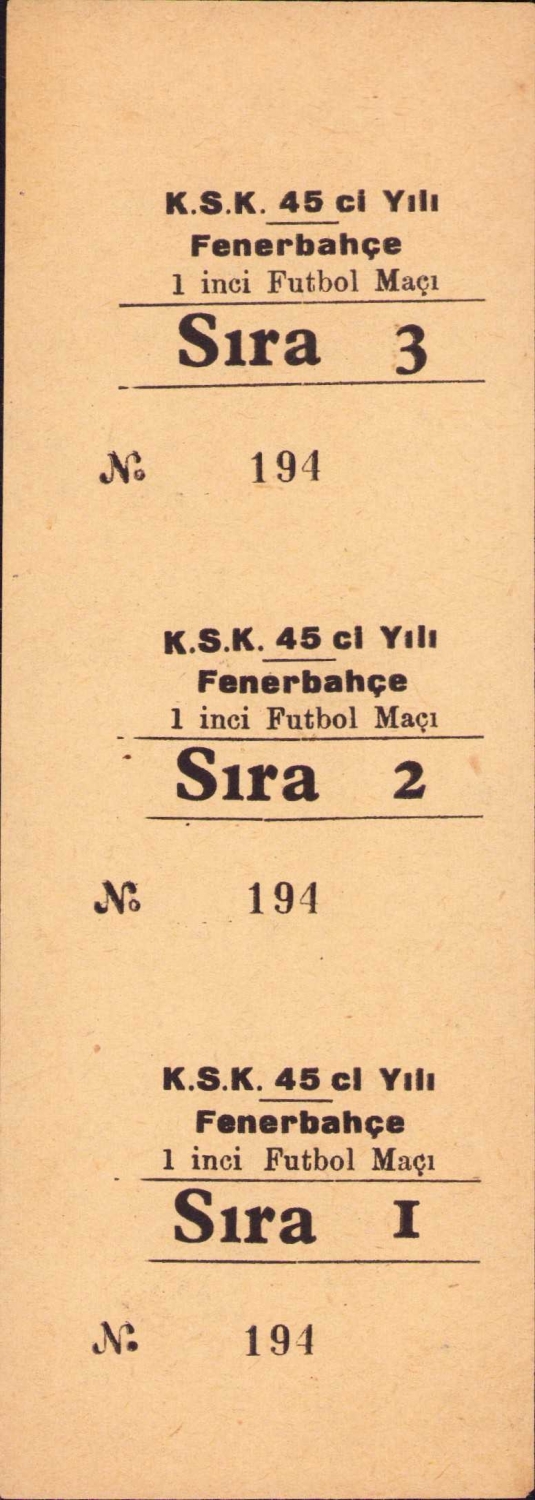 K.S.K. 45 ci Yılı
Fenerbahçe
1 inci Futbol Maçı
Sıra 3
№ 194
K.S.K. 45 ci Yılı
Fenerbahçe
1 inci Futbol Maçı
Sıra 2
№ 194
K.S.K. 45 ci Yılı
Fenerbahçe
1 inci Futbol Maçı
Sıra 1
№ 194